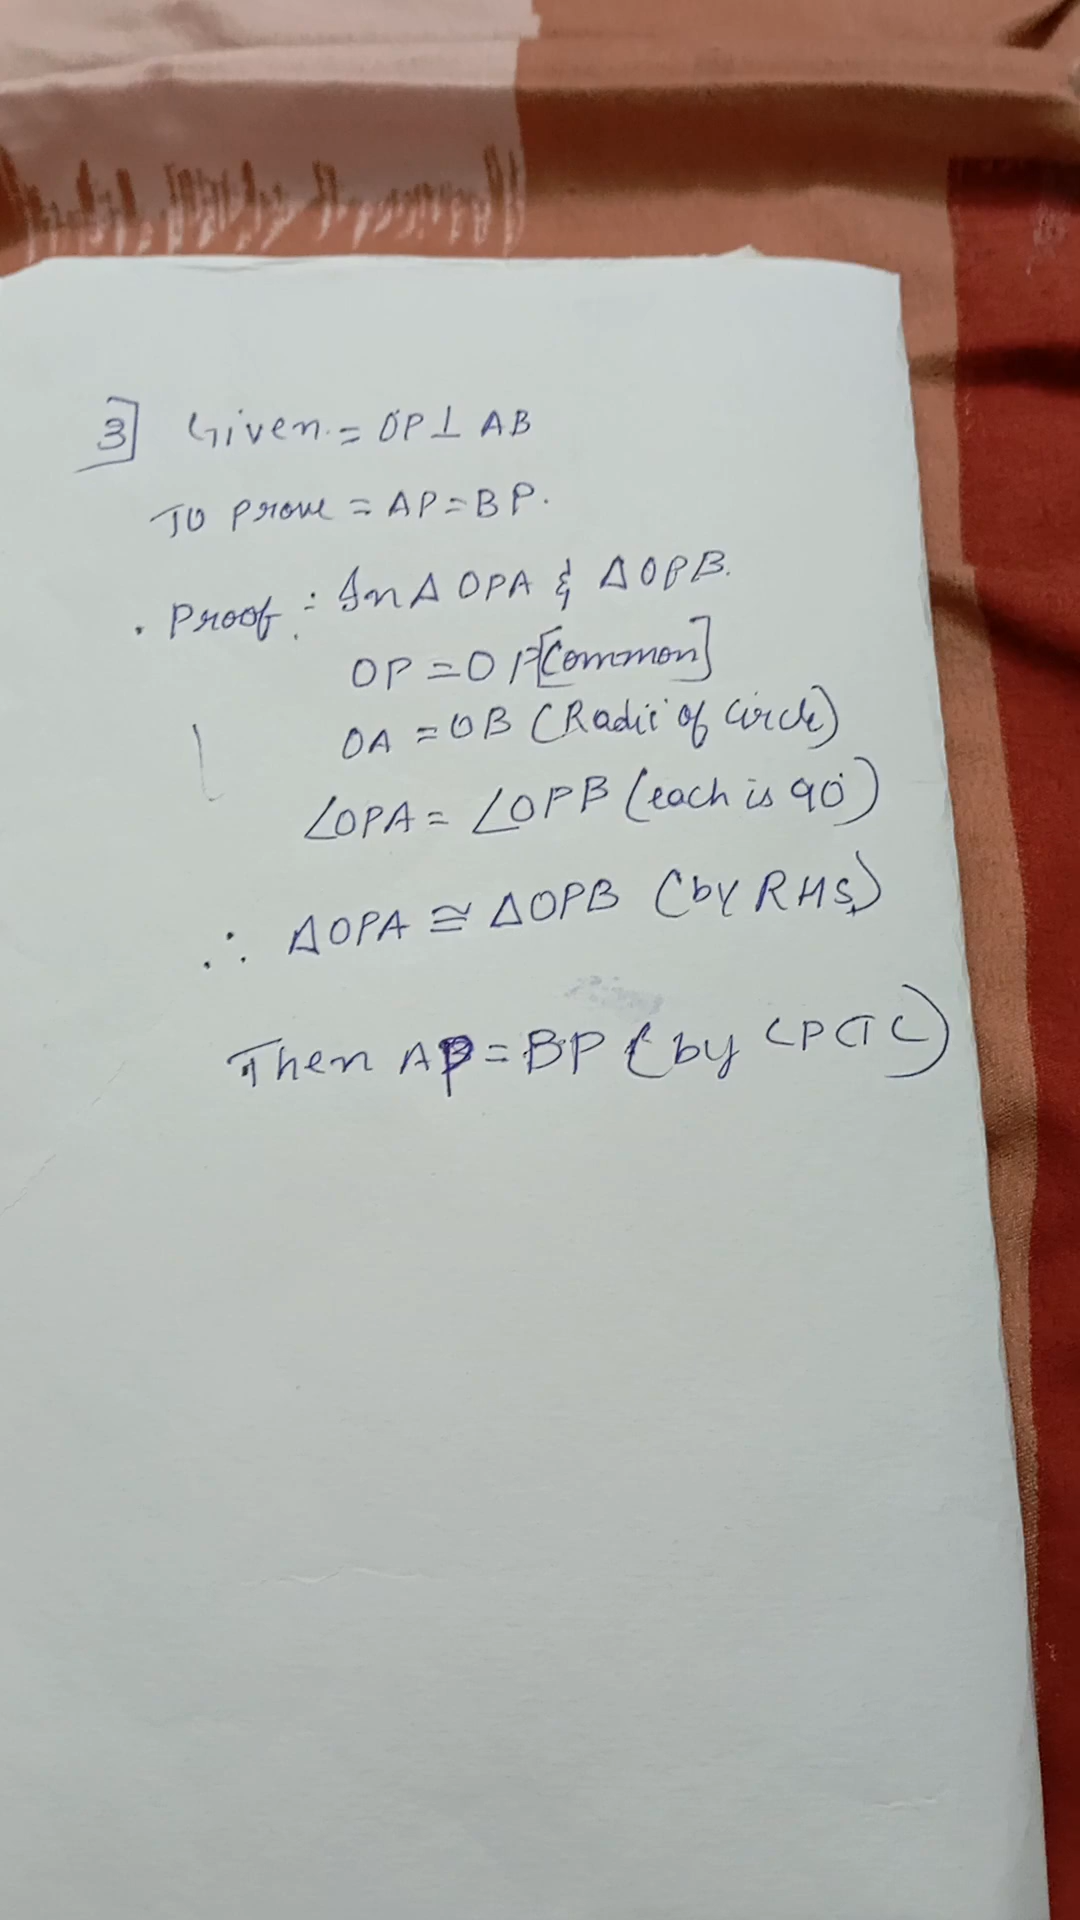 3] Given. = OP ⊥ AB
To prove = AP = BP.
. Proof : In Δ OPA & Δ OPB.
OP = OP [Common]
OA = OB (Radii of circle)
∠OPA = ∠OPB (each is 90°)
∴ ΔOPA ≅ ΔOPB (by RHS)
Then AP = BP (by CPCTC)